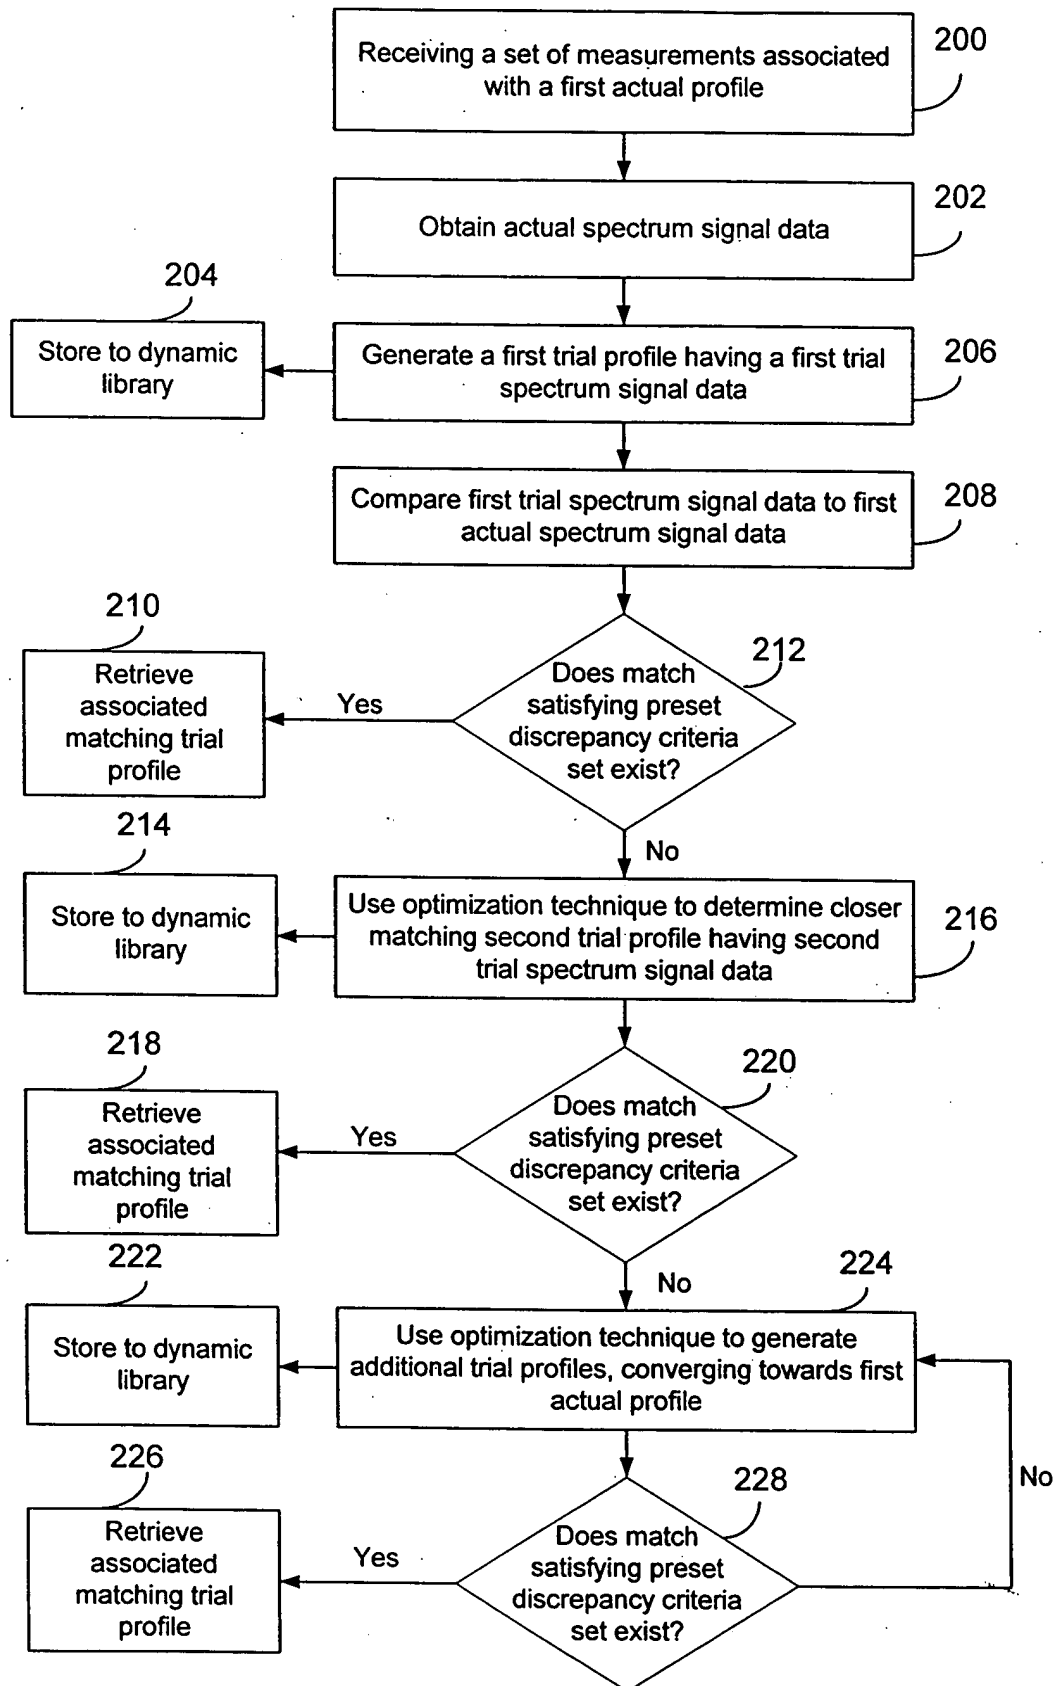 Receiving a set of measurements associated
with a first actual profile
200
Obtain actual spectrum signal data
202
204
Store to dynamic
library
Generate a first trial profile having a first trial
spectrum signal data
206
Compare first trial spectrum signal data to first
actual spectrum signal data
208
210
Retrieve
associated
matching trial
profile
Yes
Does match
satisfying preset
discrepancy criteria
set exist?
212
No
214
Store to dynamic
library
Use optimization technique to determine closer
matching second trial profile having second
trial spectrum signal data
216
218
Retrieve
associated
matching trial
profile
Yes
Does match
satisfying preset
discrepancy criteria
set exist?
220
No
222
Store to dynamic
library
Use optimization technique to generate
additional trial profiles, converging towards first
actual profile
224
226
Retrieve
associated
matching trial
profile
Yes
Does match
satisfying preset
discrepancy criteria
set exist?
228
No